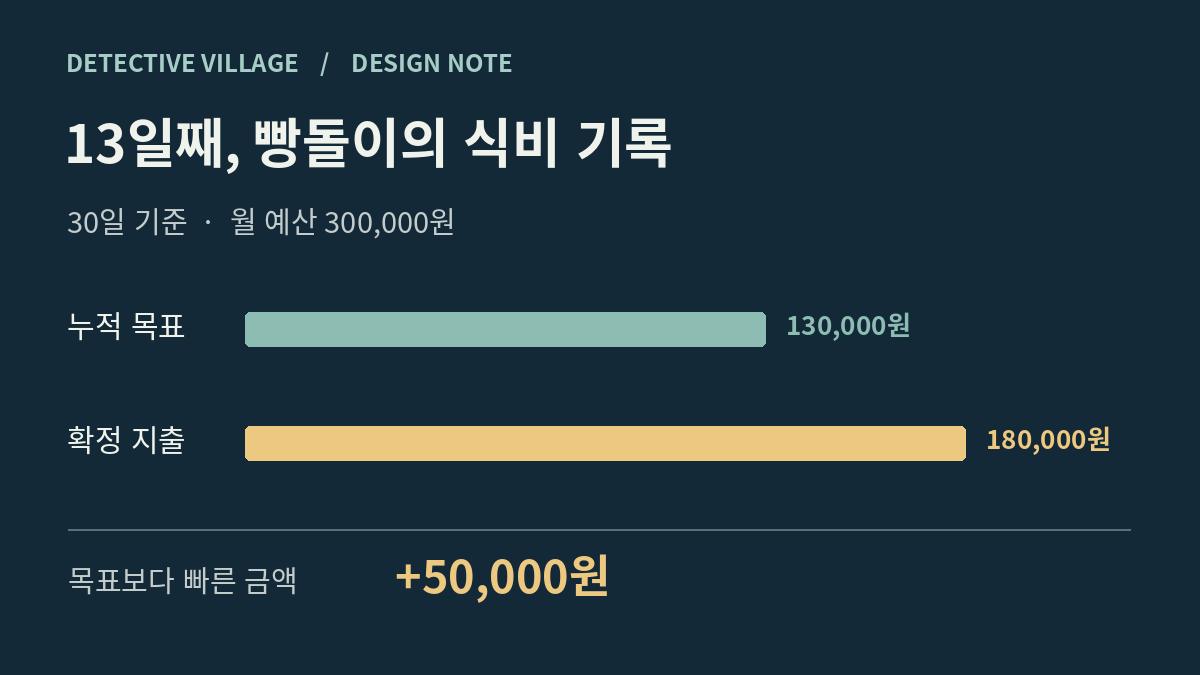 DETECTIVE VILLAGE / DESIGN NOTE
13일째, 빵돌이의 식비 기록
30일 기준 · 월 예산 300,000원
누적 목표 130,000원
확정 지출 180,000원
목표보다 빠른 금액 +50,000원